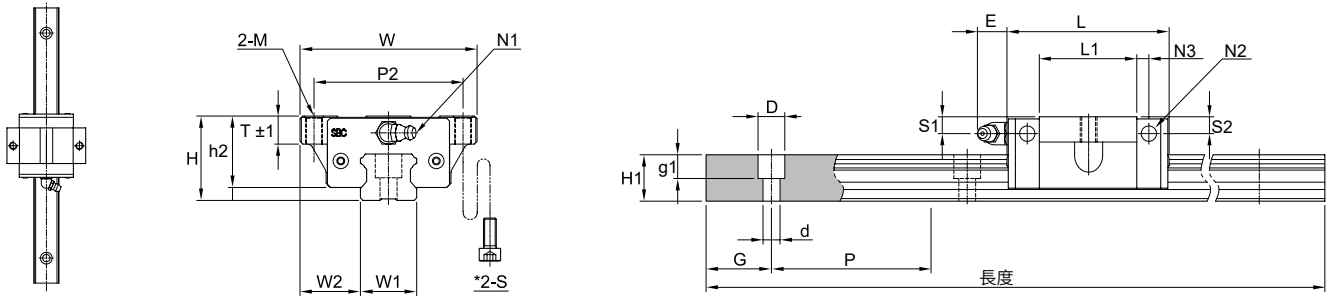 2-M
W
N1
P2
T ±1
SBC
H
h2
W2
W1
*2-S
E
L
L1
N3
N2
D
S1
S2
H1
g1
d
G
P
長度